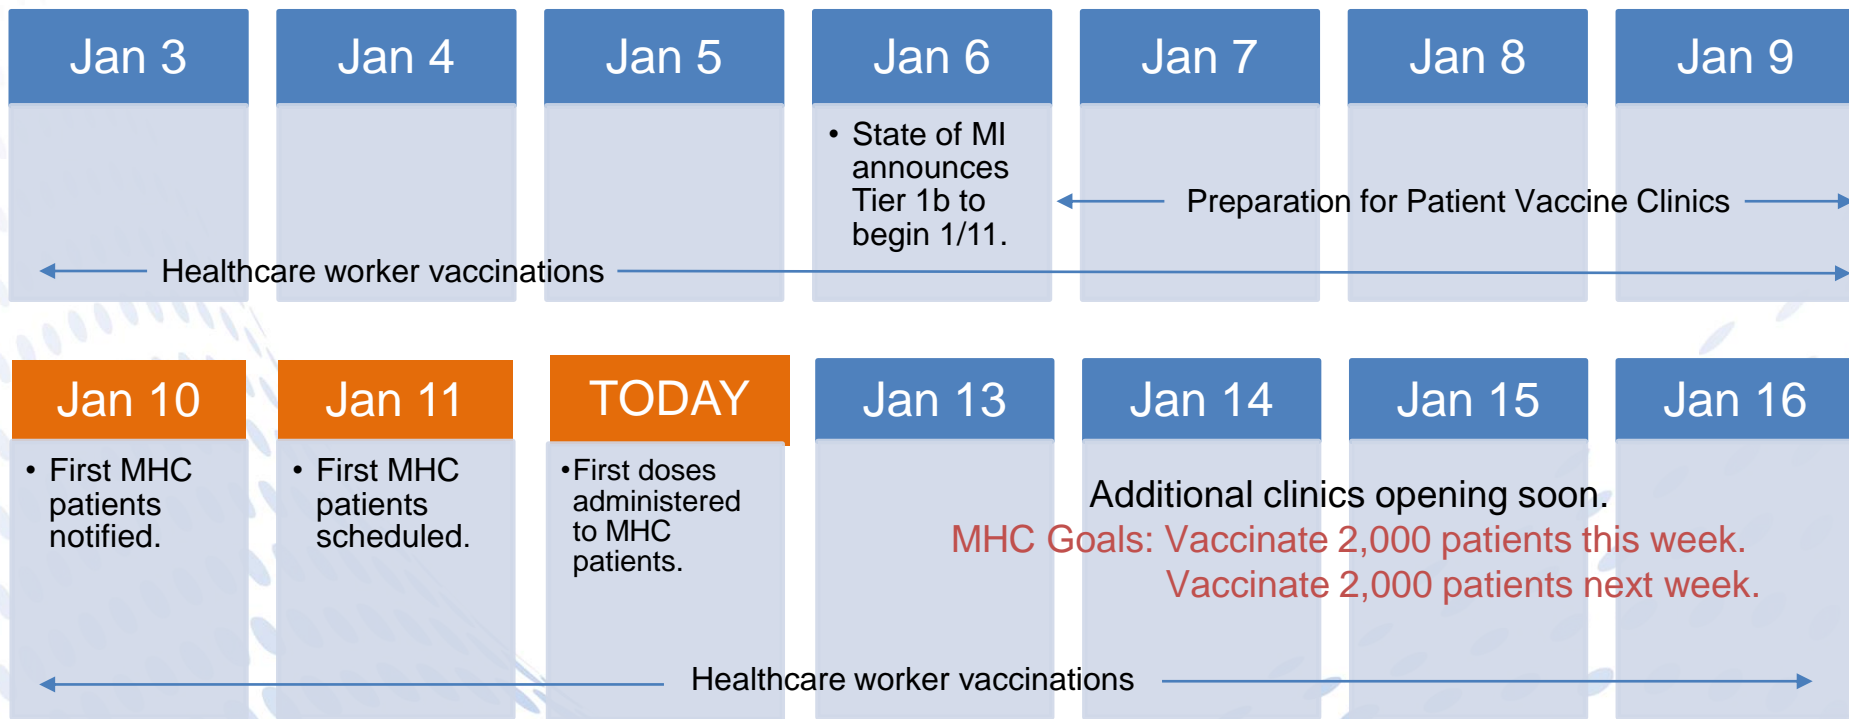 Jan 3
Jan 4
Jan 5
Jan 6
Jan 7
Jan 8
Jan 9
• State of MI
announces
Tier 1b to
begin 1/11.
Preparation for Patient Vaccine Clinics
Healthcare worker vaccinations
Jan 10
Jan 11
TODAY
Jan 13
Jan 14
Jan 15
Jan 16
• First MHC
patients
notified.
• First MHC
patients
scheduled.
•First doses
administered
to MHC
patients.
Additional clinics opening soon.
MHC Goals: Vaccinate 2,000 patients this week.
Vaccinate 2,000 patients next week.
Healthcare worker vaccinations